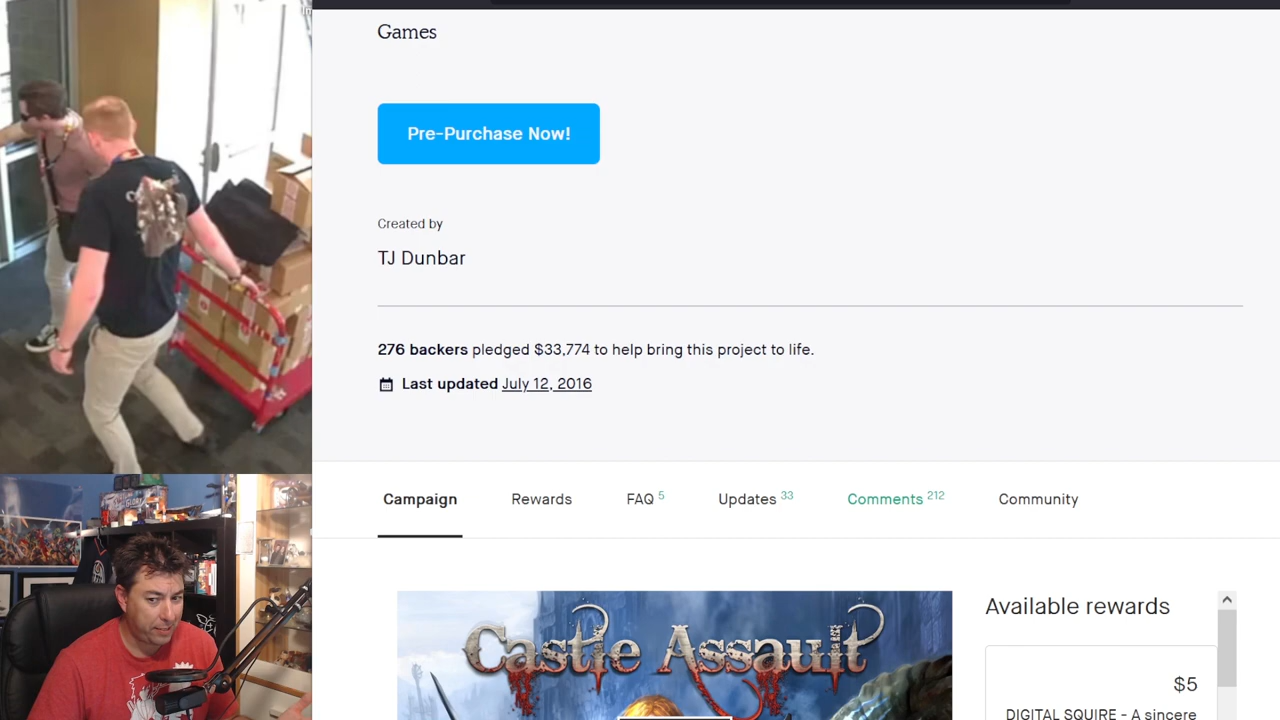 Games
Pre-Purchase Now!
Created by
TJ Dunbar
276 backers pledged $33,774 to help bring this project to life.
Last updated July 12, 2016
Campaign
Rewards
FAQ 5
Updates 33
Comments 212
Community
Castle Assault
Available rewards
$5
DIGITAL SQUIRE - A sincere